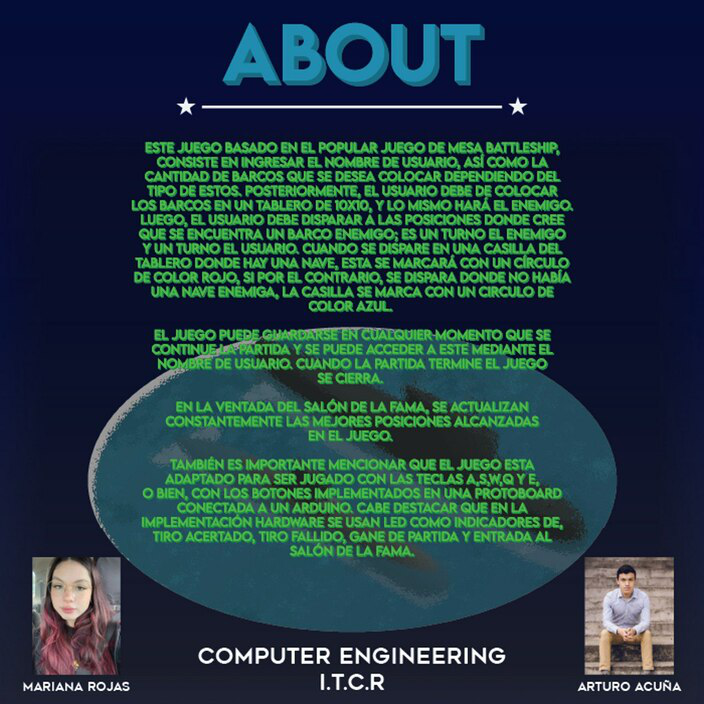 ABOUT
ESTE JUEGO BASADO EN EL POPULAR JUEGO DE MESA BATTLESHIP,
CONSISTE EN INGRESAR EL NOMBRE DE USUARIO, ASÍ COMO LA
CANTIDAD DE BARCOS QUE SE DESEA COLOCAR DEPENDIENDO DEL
TIPO DE ESTOS. POSTERIORMENTE, EL USUARIO DEBE DE COLOCAR
LOS BARCOS EN UN TABLERO DE 10X10, Y LO MISMO HARÁ EL ENEMIGO.
LUEGO, EL USUARIO DEBE DISPARAR A LAS POSICIONES DONDE CREE
QUE SE ENCUENTRA UN BARCO ENEMIGO; ES UN TURNO EL ENEMIGO
Y UN TURNO EL USUARIO. CUANDO SE DISPARE EN UNA CASILLA DEL
TABLERO DONDE HAY UNA NAVE, ESTA SE MARCARÁ CON UN CÍRCULO
DE COLOR ROJO, SI POR EL CONTRARIO, SE DISPARA DONDE NO HABÍA
UNA NAVE ENEMIGA, LA CASILLA SE MARCA CON UN CIRCULO DE
COLOR AZUL.
EL JUEGO PUEDE GUARDARSE EN CUALQUIER MOMENTO QUE SE
CONTINUE LA PARTIDA Y SE PUEDE ACCEDER A ESTE MEDIANTE EL
NOMBRE DE USUARIO. CUANDO LA PARTIDA TERMINE EL JUEGO
SE CIERRA.
EN LA VENTADA DEL SALÓN DE LA FAMA, SE ACTUALIZAN
CONSTANTEMENTE LAS MEJORES POSICIONES ALCANZADAS
EN EL JUEGO.
TAMBIÉN ES IMPORTANTE MENCIONAR QUE EL JUEGO ESTA
ADAPTADO PARA SER JUGADO CON LAS TECLAS A,S,W,Q Y E,
O BIEN, CON LOS BOTONES IMPLEMENTADOS EN UNA PROTOBOARD
CONECTADA A UN ARDUINO. CABE DESTACAR QUE EN LA
IMPLEMENTACIÓN HARDWARE SE USAN LED COMO INDICADORES DE,
TIRO ACERTADO, TIRO FALLIDO, GANE DE PARTIDA Y ENTRADA AL
SALÓN DE LA FAMA.
COMPUTER ENGINEERING
I.T.C.R
MARIANA ROJAS
ARTURO ACUÑA